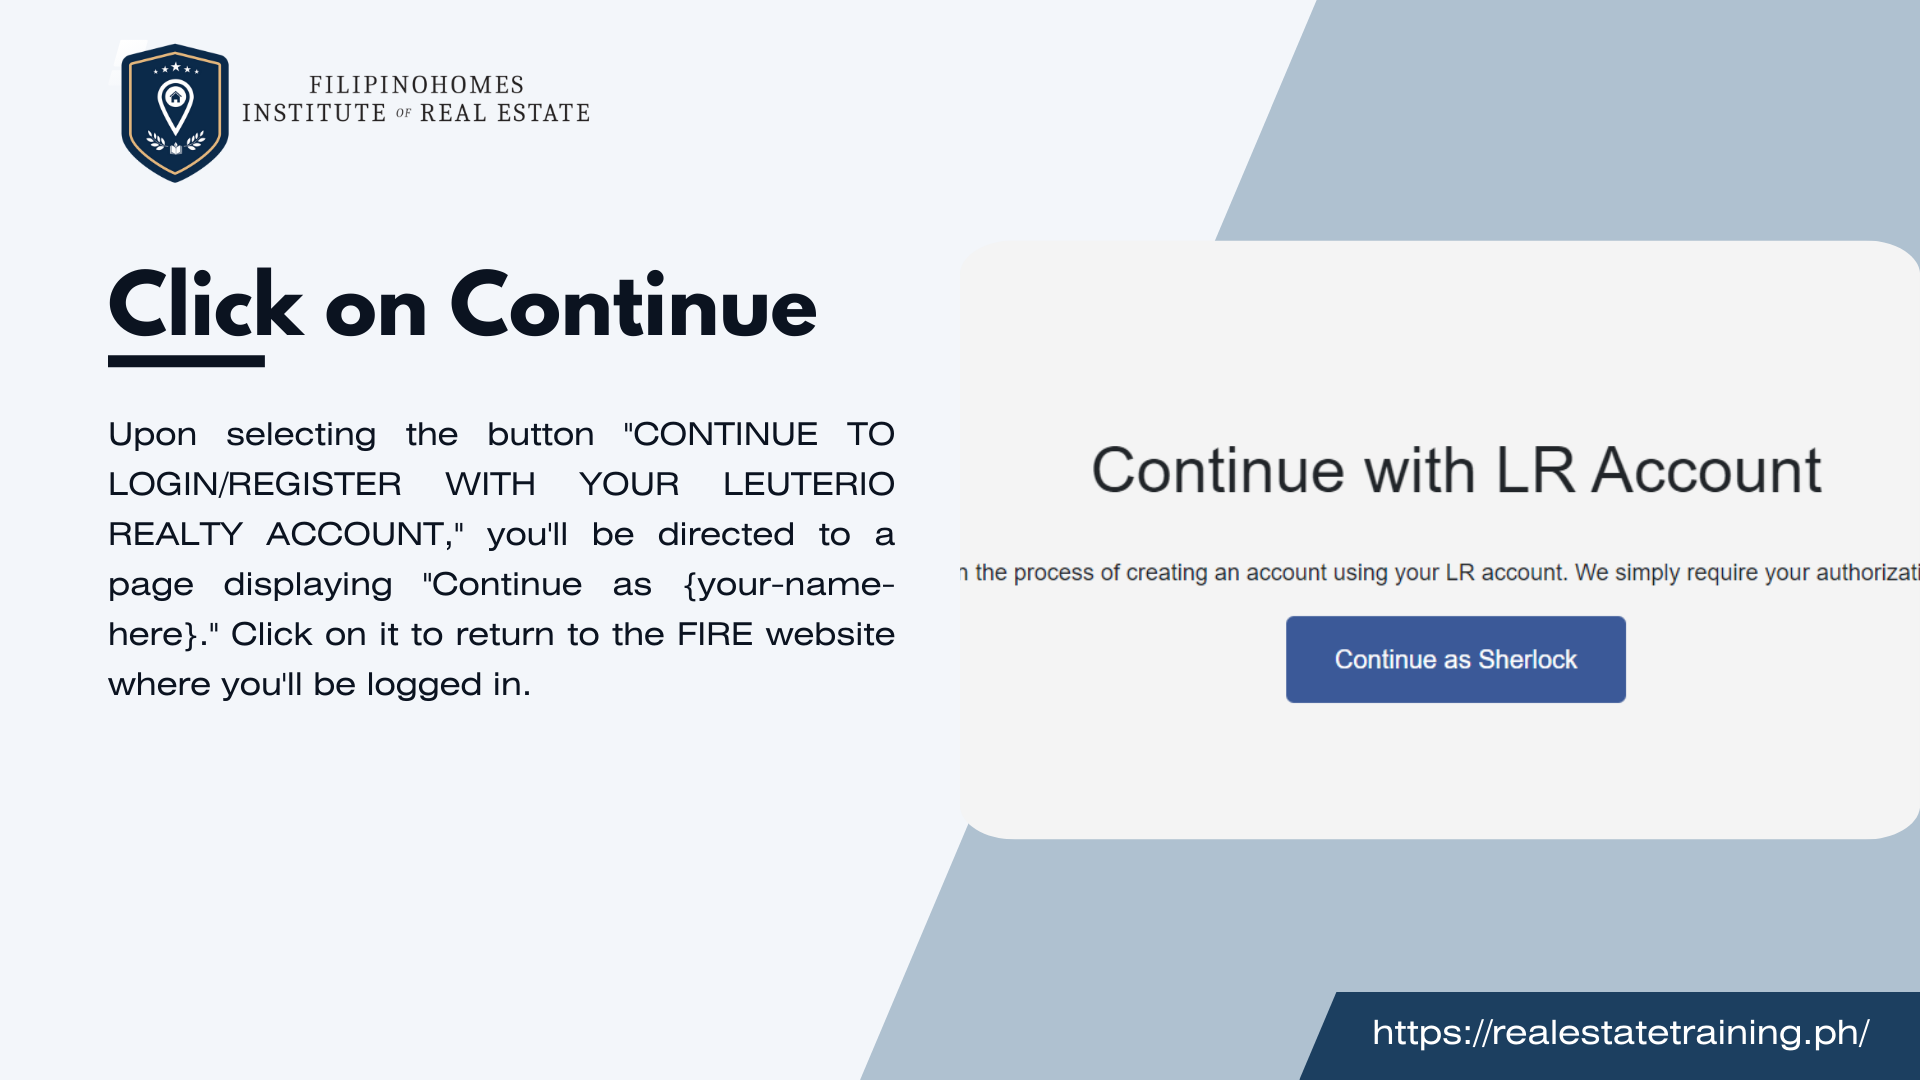 FILIPINOHOMES
INSTITUTE OF REAL ESTATE
Click on Continue
Upon selecting the button "CONTINUE TO
LOGIN/REGISTER WITH YOUR LEUTERIO
REALTY ACCOUNT," you'll be directed to a
page displaying "Continue as {your-name-
here}." Click on it to return to the FIRE website
where you'll be logged in.
Continue with LR Account
the process of creating an account using your LR account. We simply require your
Continue as Sherlock
https://realestatetraining.ph/